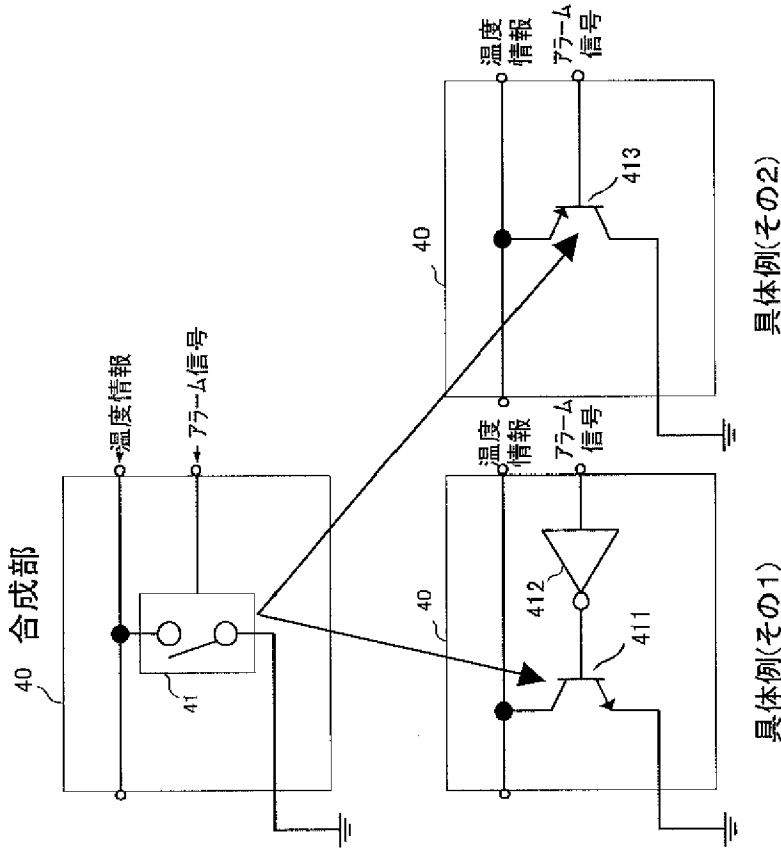 合成部
40
温度情報
アラーム信号
41
40
温度
情報
アラーム
信号
412
411
具体例(その1)
40
温度
情報
アラーム
信号
413
具体例(その2)